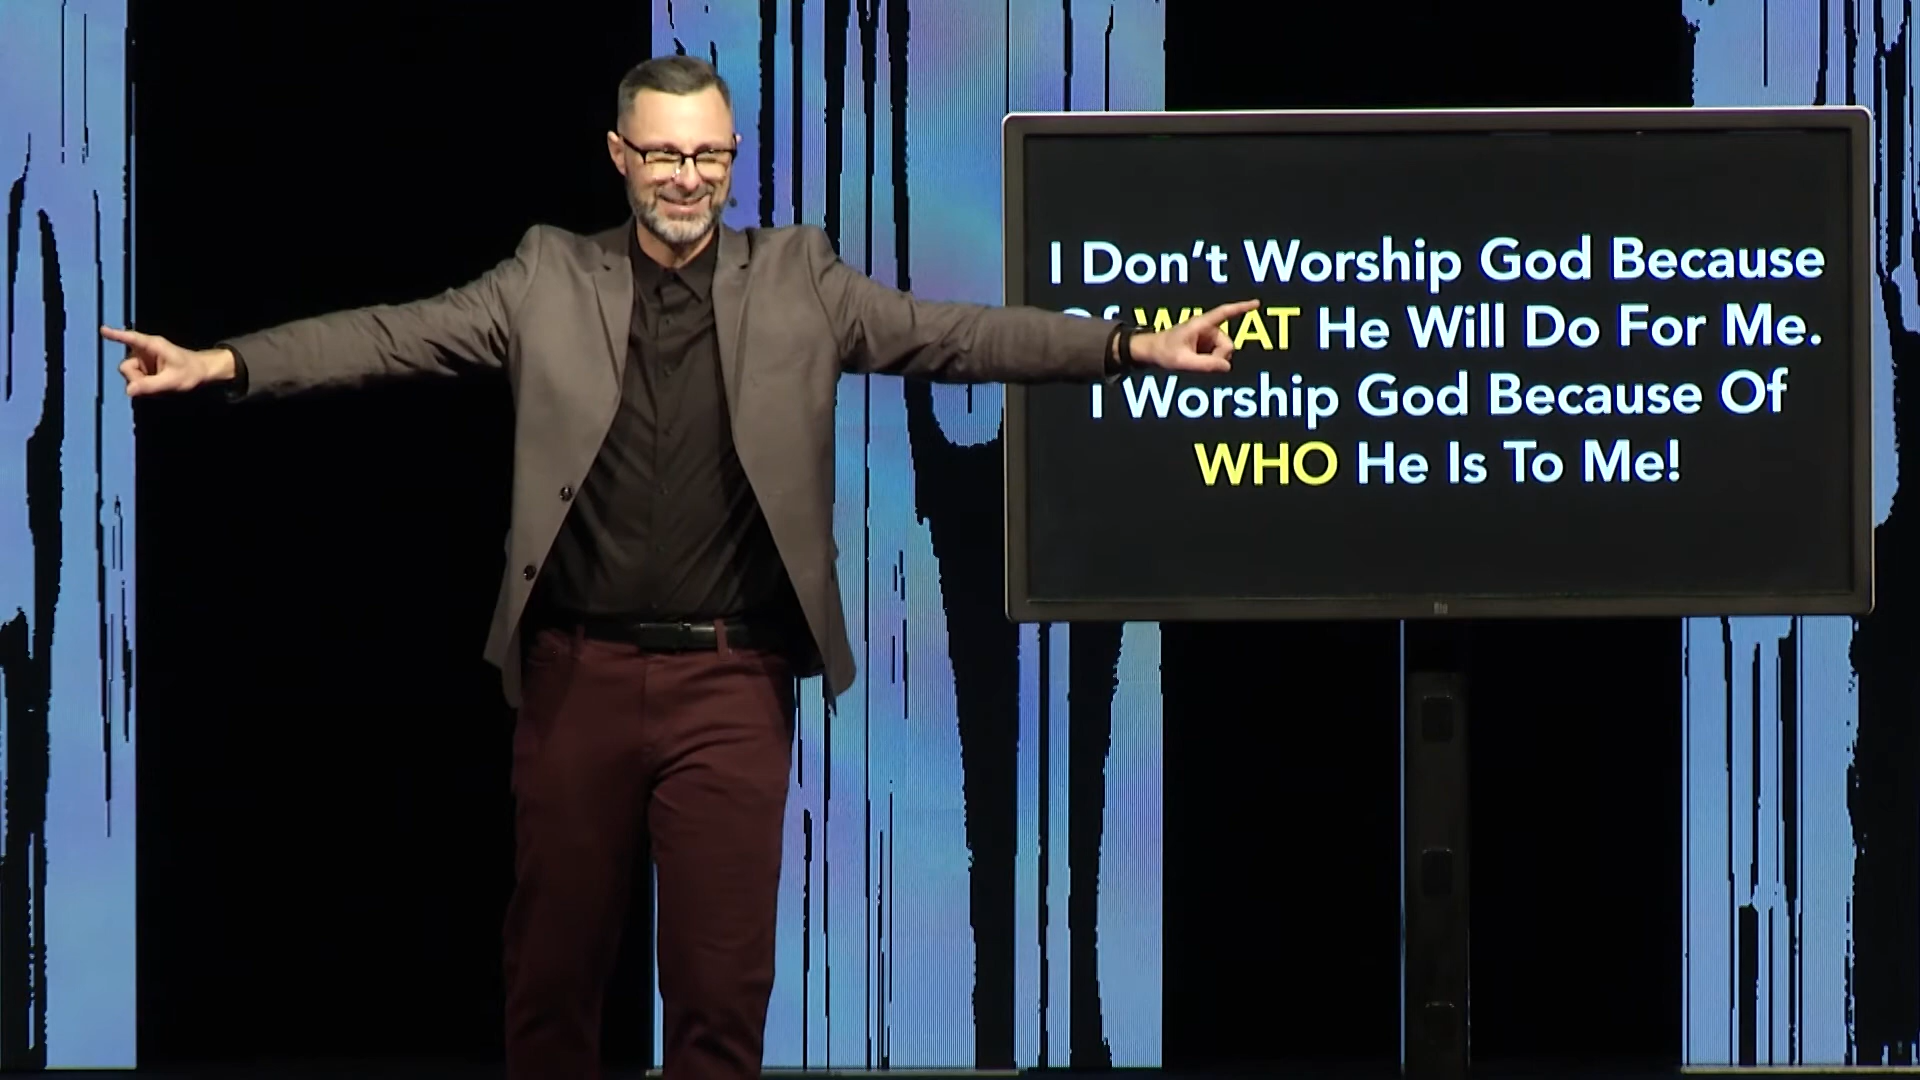 I Don't Worship God Because
Of WHAT He Will Do For Me.
I Worship God Because Of
WHO He Is To Me!